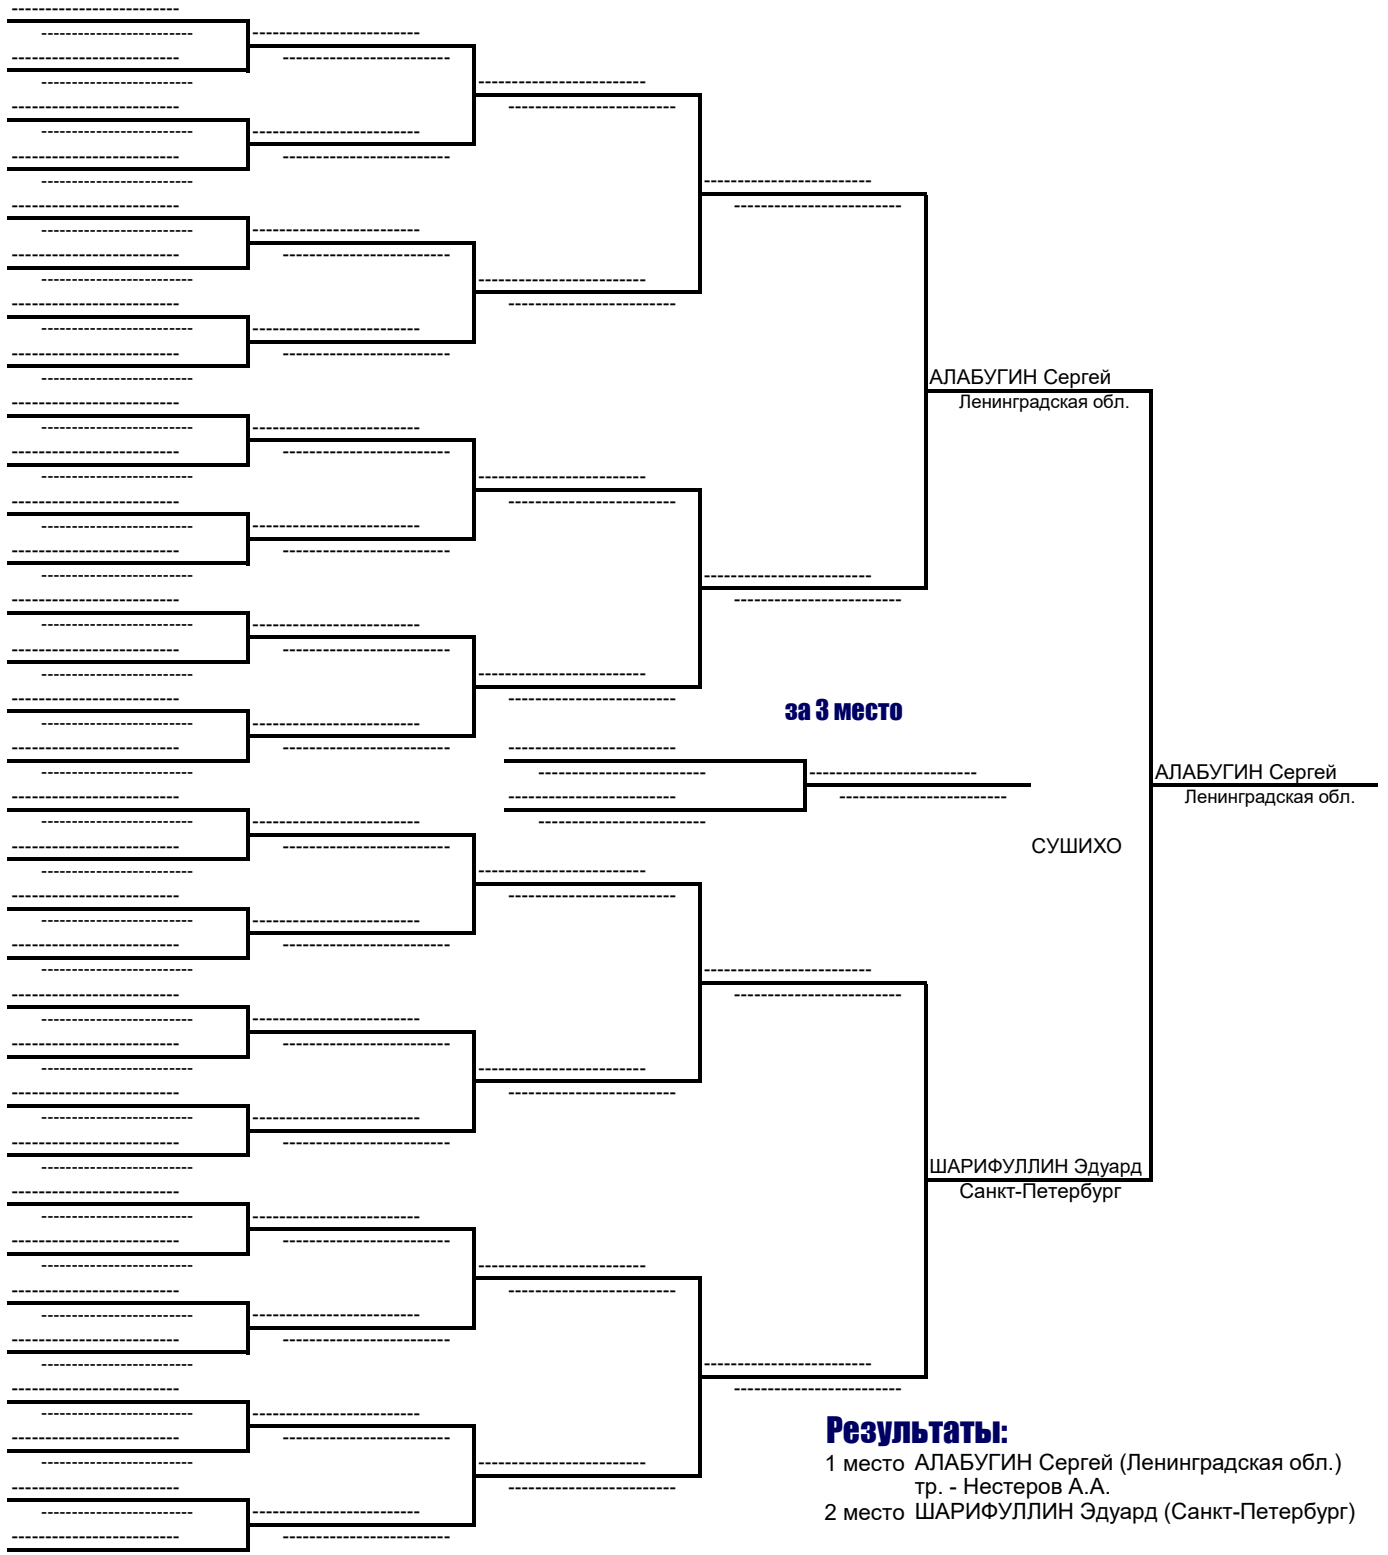 АЛАБУГИН Сергей
Ленинградская обл.
за 3 место
АЛАБУГИН Сергей
Ленинградская обл.
СУШИХО
ШАРИФУЛЛИН Эдуард
Санкт-Петербург
Результаты:
1 место АЛАБУГИН Сергей (Ленинградская обл.)
тр. - Нестеров А.А.
2 место ШАРИФУЛЛИН Эдуард (Санкт-Петербург)